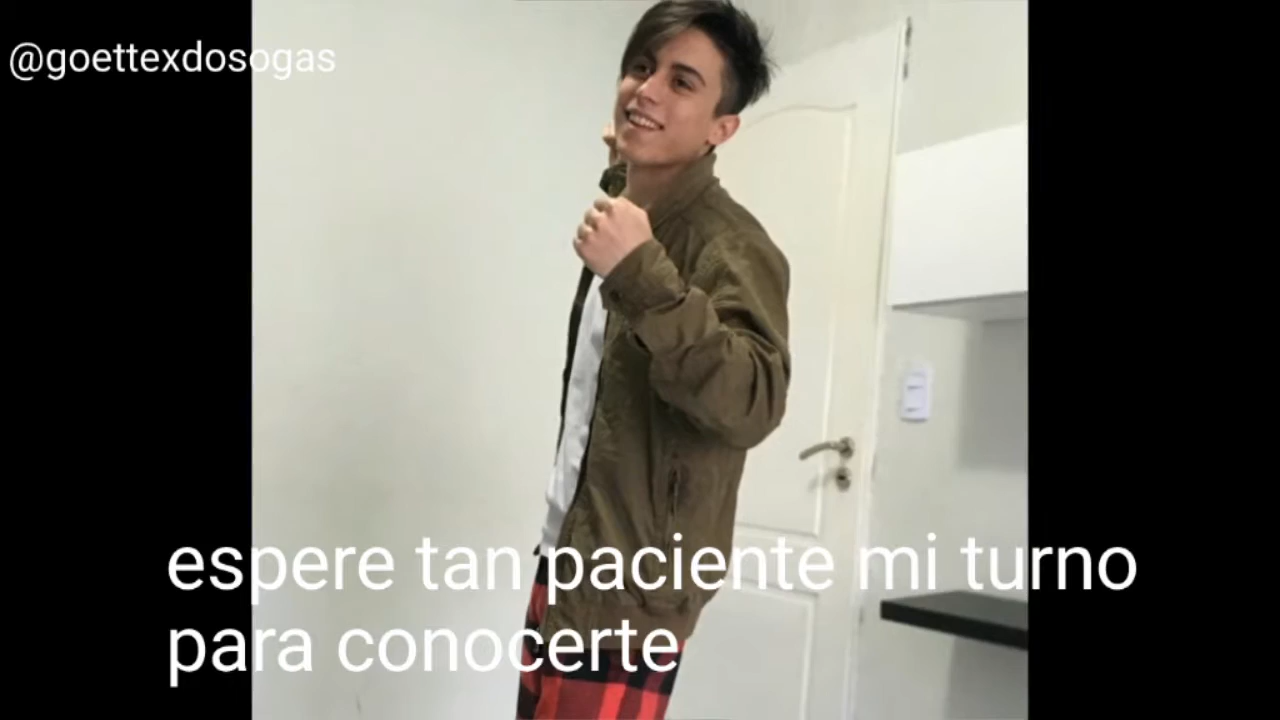 @goettexdosogas
espere tan paciente mi turno
para conocerte